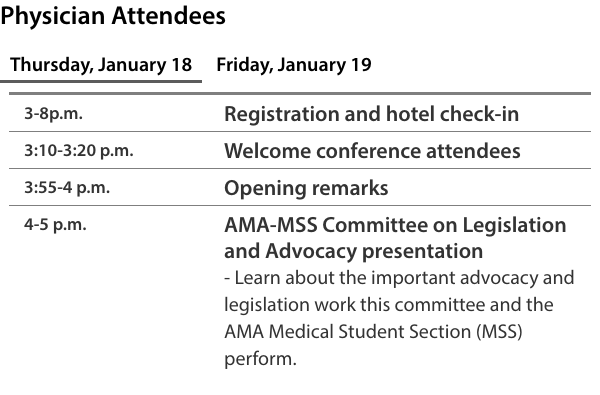 Physician Attendees
Thursday, January 18 Friday, January 19
3-8p.m. Registration and hotel check-in
3:10-3:20 p.m. Welcome conference attendees
3:55-4 p.m. Opening remarks
4-5 p.m. AMA-MSS Committee on Legislation
and Advocacy presentation
- Learn about the important advocacy and
legislation work this committee and the
AMA Medical Student Section (MSS)
perform.